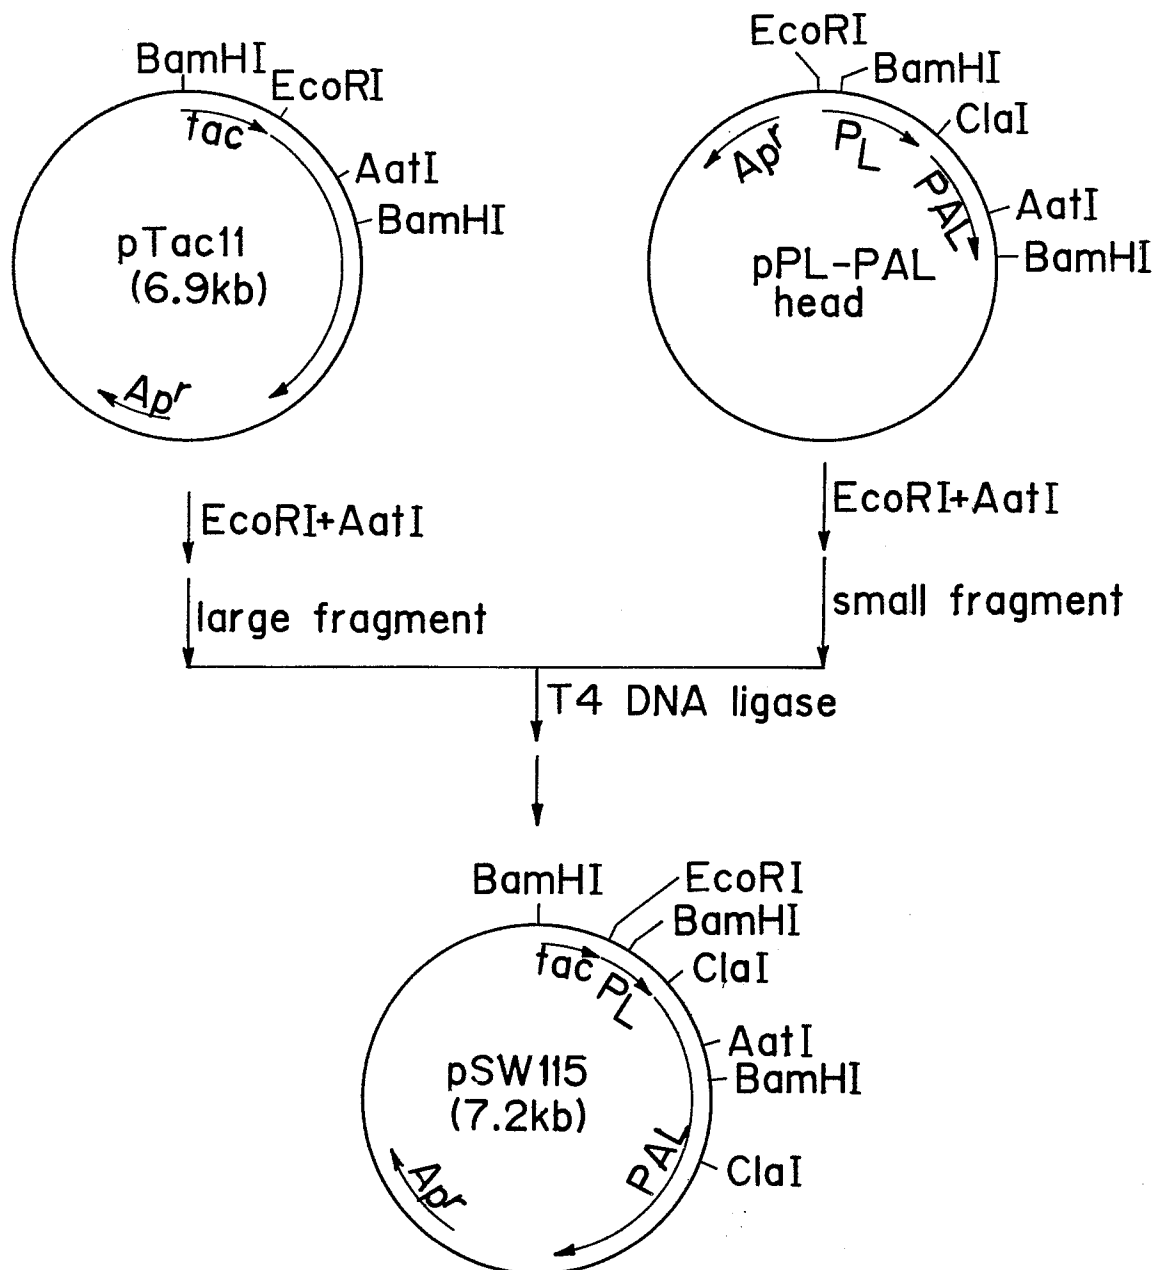 BamHI
EcoRI
tac
AatI
BamHI
pTac11
(6.9kb)
Apr
EcoRI
BamHI
ClaI
Apr
PL
PAL
AatI
BamHI
pPL-PAL
head
EcoRI+AatI
large fragment
EcoRI+AatI
small fragment
T4 DNA ligase
BamHI
EcoRI
BamHI
ClaI
tac
PL
AatI
BamHI
pSW115
(7.2kb)
PAL
ClaI
Apr